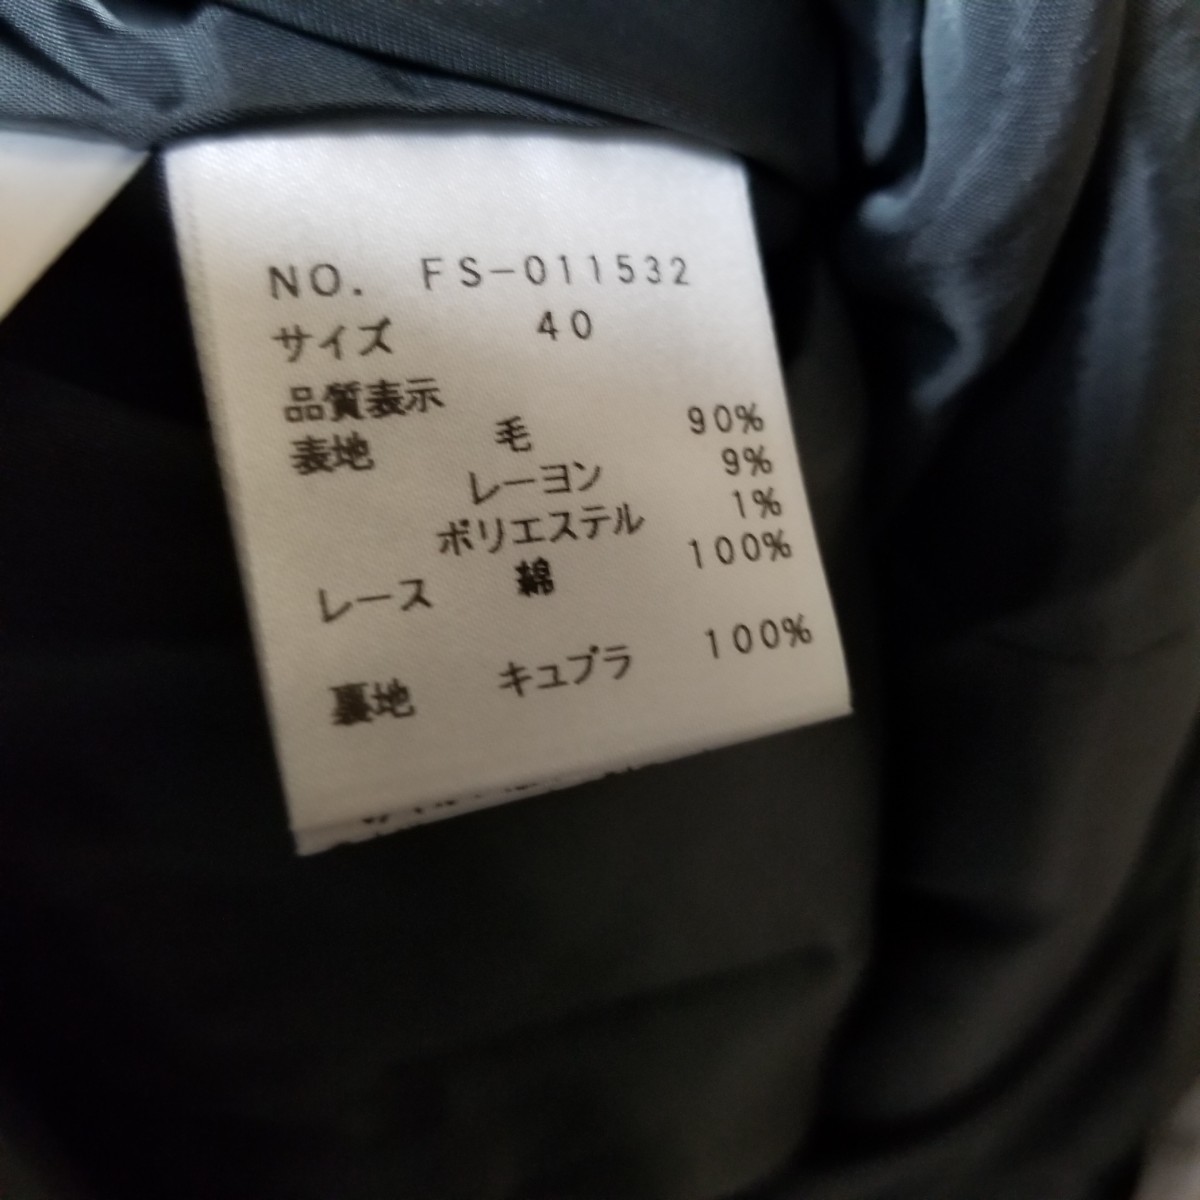 NO. FS-011532
サイズ 40
品質表示
表地 毛 90%
レーヨン 9%
ポリエステル 1%
レース 綿 100%
裏地 キュプラ 100%